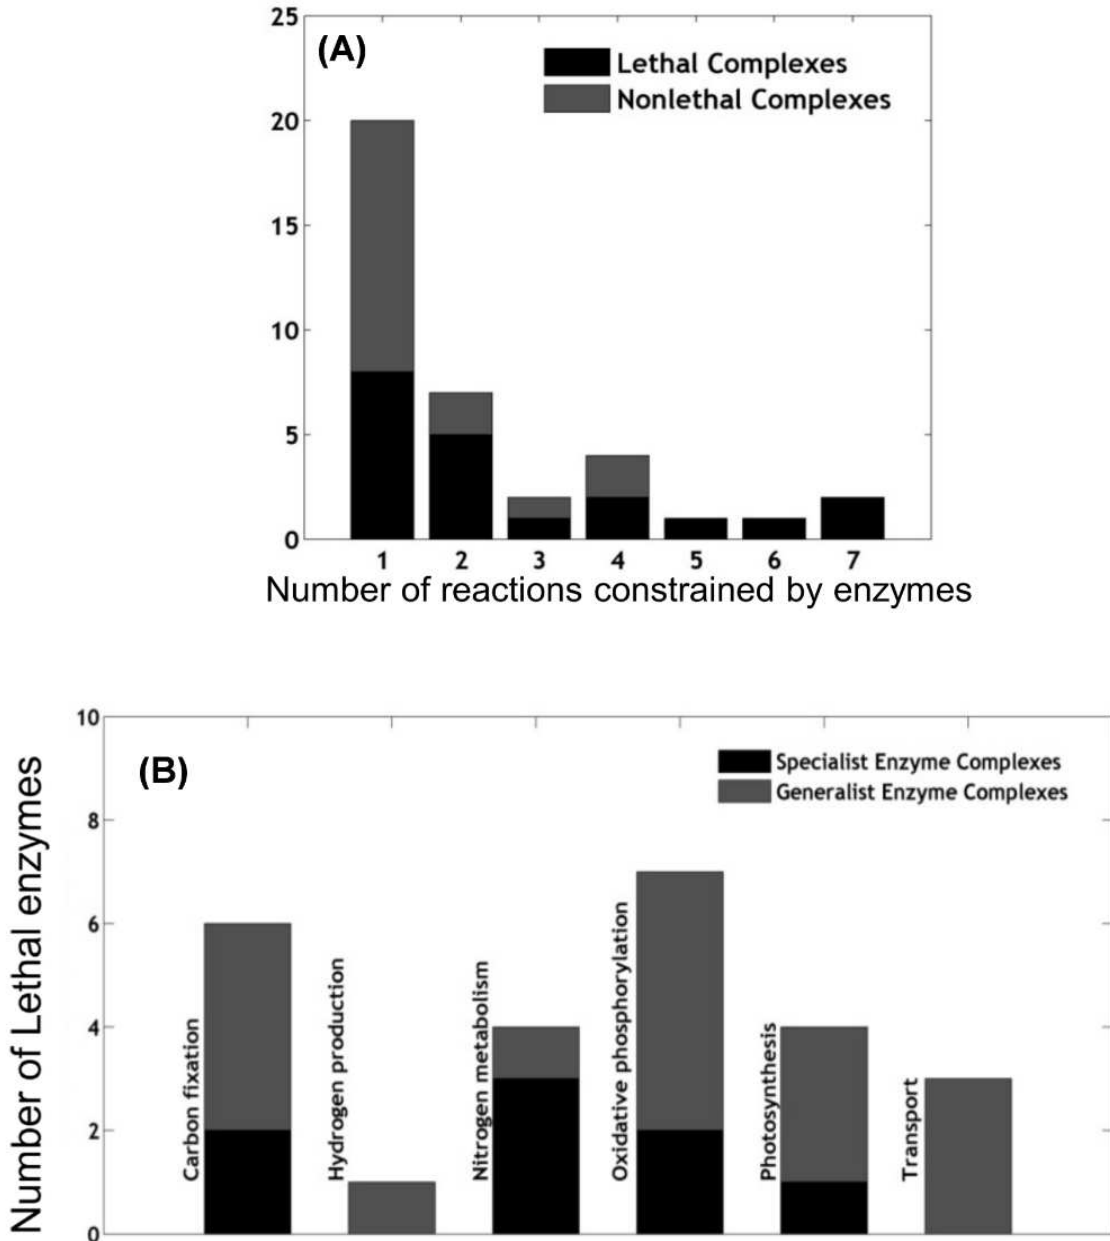 25
(A)
Lethal Complexes
Nonlethal Complexes
20
15
10
5
0
1 2 3 4 5 6 7
Number of reactions constrained by enzymes
10
(B)
Specialist Enzyme Complexes
Generalist Enzyme Complexes
8
6
4
2
0
Number of Lethal enzymes
Carbon fixation
Hydrogen production
Nitrogen metabolism
Oxidative phosphorylation
Photosynthesis
Transport